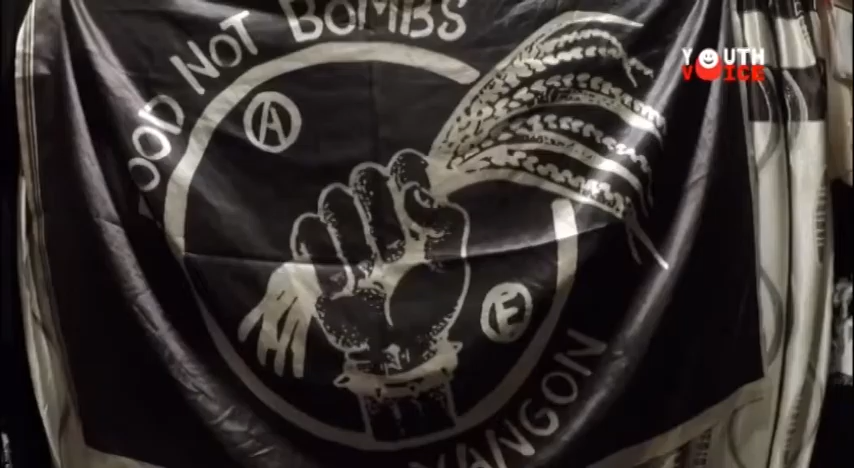 OOD NOT BOMBS
YOUTH
VOICE
A
E
YANGON